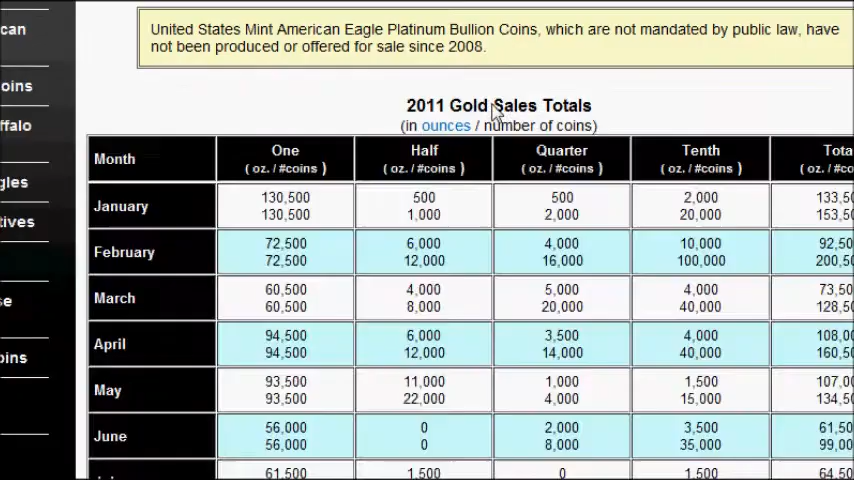 can
oins
ffalo
gles
tives
se
pins
United States Mint American Eagle Platinum Bullion Coins, which are not mandated by public law, have
not been produced or offered for sale since 2008.
2011 Gold Sales Totals
(in ounces / number of coins)
Month One Half Quarter Tenth Tota
( oz. / #coins ) ( oz. / #coins ) ( oz. / #coins ) ( oz. / #coins ) ( oz. / #co
January 130,500 500 500 2,000 133,50
130,500 1,000 2,000 20,000 153,50
February 72,500 6,000 4,000 10,000 92,50
72,500 12,000 16,000 100,000 200,50
March 60,500 4,000 5,000 4,000 73,50
60,500 8,000 20,000 40,000 128,50
April 94,500 6,000 3,500 4,000 108,00
94,500 12,000 14,000 40,000 160,50
May 93,500 11,000 1,000 1,500 107,00
93,500 22,000 4,000 15,000 134,50
June 56,000 0 2,000 3,500 61,50
56,000 0 8,000 35,000 99,00
61,500 1,500 0 1,500 64,50